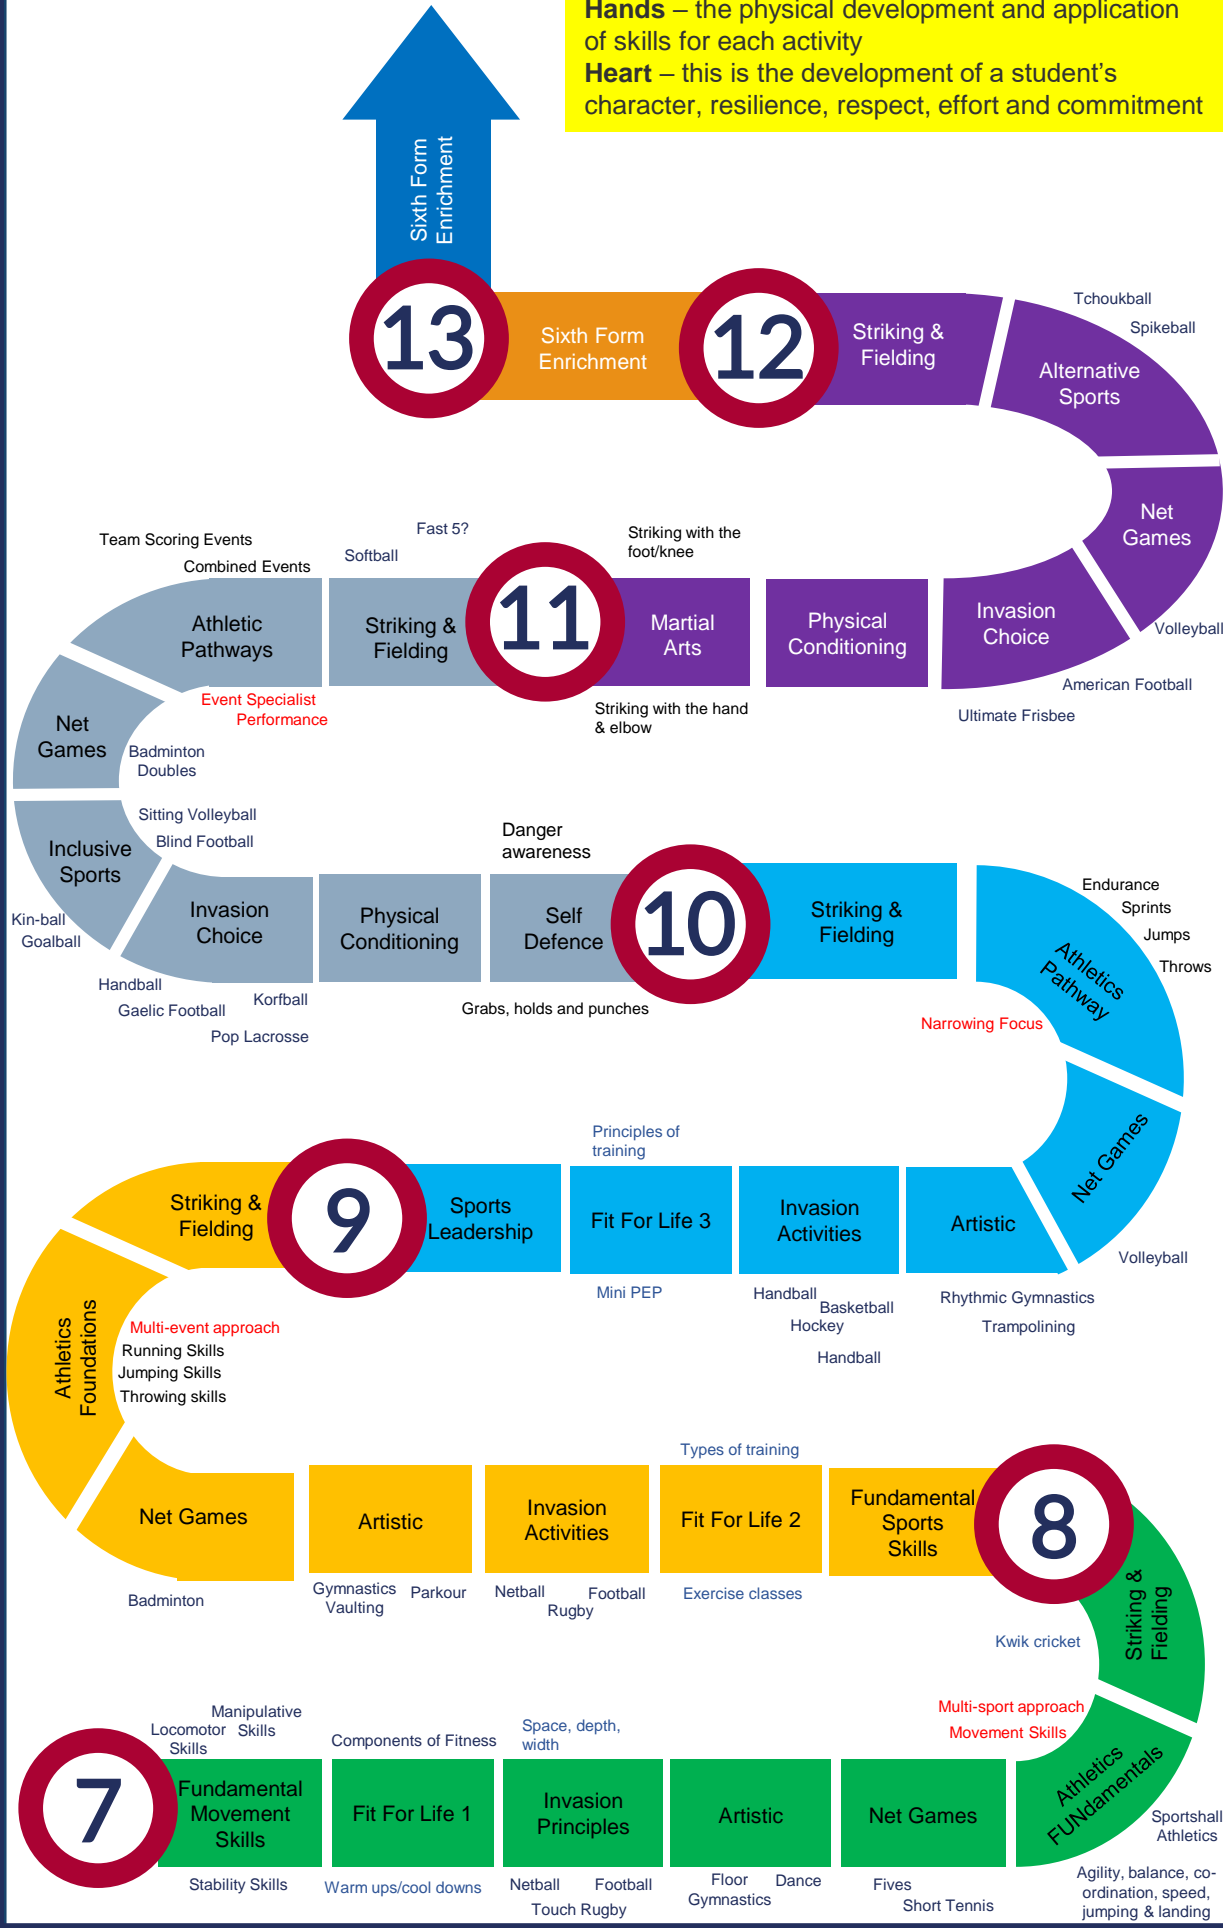 Hands – the physical development and application
of skills for each activity
Heart – this is the development of a student's
character, resilience, respect, effort and commitment
Sixth Form
Enrichment
13
Sixth Form
Enrichment
12
Striking &
Fielding
Tchoukball
Spikeball
Alternative
Sports
Net
Games
Volleyball
Invasion
Choice
American Football
Ultimate Frisbee
Physical
Conditioning
Striking with the
foot/knee
Martial
Arts
Striking with the hand
& elbow
11
Fast 5?
Softball
Striking &
Fielding
Team Scoring Events
Combined Events
Athletic
Pathways
Event Specialist
Performance
Net
Games
Badminton
Doubles
Sitting Volleyball
Blind Football
Inclusive
Sports
Kin-ball
Goalball
Invasion
Choice
Handball
Gaelic Football
Korfball
Pop Lacrosse
Physical
Conditioning
Danger
awareness
Self
Defence
Grabs, holds and punches
10
Striking &
Fielding
Endurance
Sprints
Jumps
Throws
Athletics
Pathway
Narrowing Focus
Net Games
Volleyball
Artistic
Rhythmic Gymnastics
Trampolining
Invasion
Activities
Handball
Basketball
Hockey
Handball
Principles of
training
Fit For Life 3
Mini PEP
Sports
Leadership
9
Striking &
Fielding
Athletics
Foundations
Multi-event approach
Running Skills
Jumping Skills
Throwing skills
Net Games
Badminton
Artistic
Gymnastics
Vaulting
Parkour
Invasion
Activities
Netball
Football
Rugby
Types of training
Fit For Life 2
Exercise classes
Fundamental
Sports
Skills
8
Striking &
Fielding
Kwik cricket
Multi-sport approach
Movement Skills
Athletics
FUNdamentals
Sportshall
Athletics
Agility, balance, co-
ordination, speed,
jumping & landing
Net Games
Fives
Short Tennis
Artistic
Floor
Gymnastics
Dance
Space, depth,
width
Invasion
Principles
Netball
Football
Touch Rugby
Components of Fitness
Fit For Life 1
Warm ups/cool downs
Manipulative
Skills
Locomotor
Skills
Fundamental
Movement
Skills
Stability Skills
7